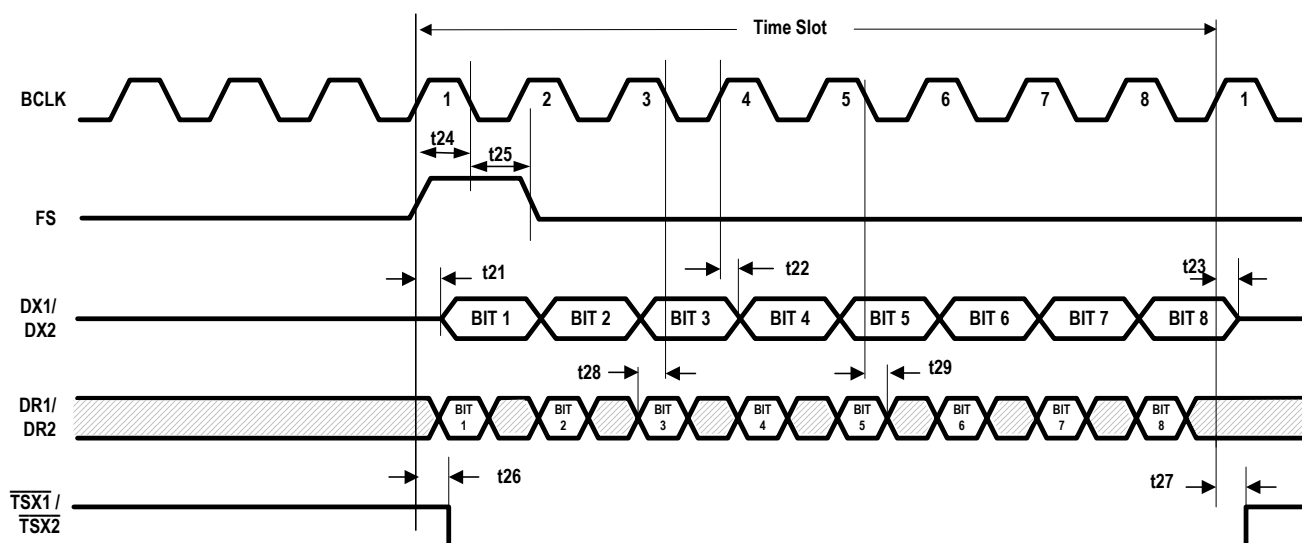 Time Slot
BCLK
1 2 3 4 5 6 7 8 1
t24
t25
FS
t21
t22
t23
DX1/
DX2
BIT 1 BIT 2 BIT 3 BIT 4 BIT 5 BIT 6 BIT 7 BIT 8
t28
t29
DR1/
DR2
BIT BIT BIT BIT BIT BIT BIT BIT
1 2 3 4 5 6 7 8
t26
t27
TSX1 /
TSX2